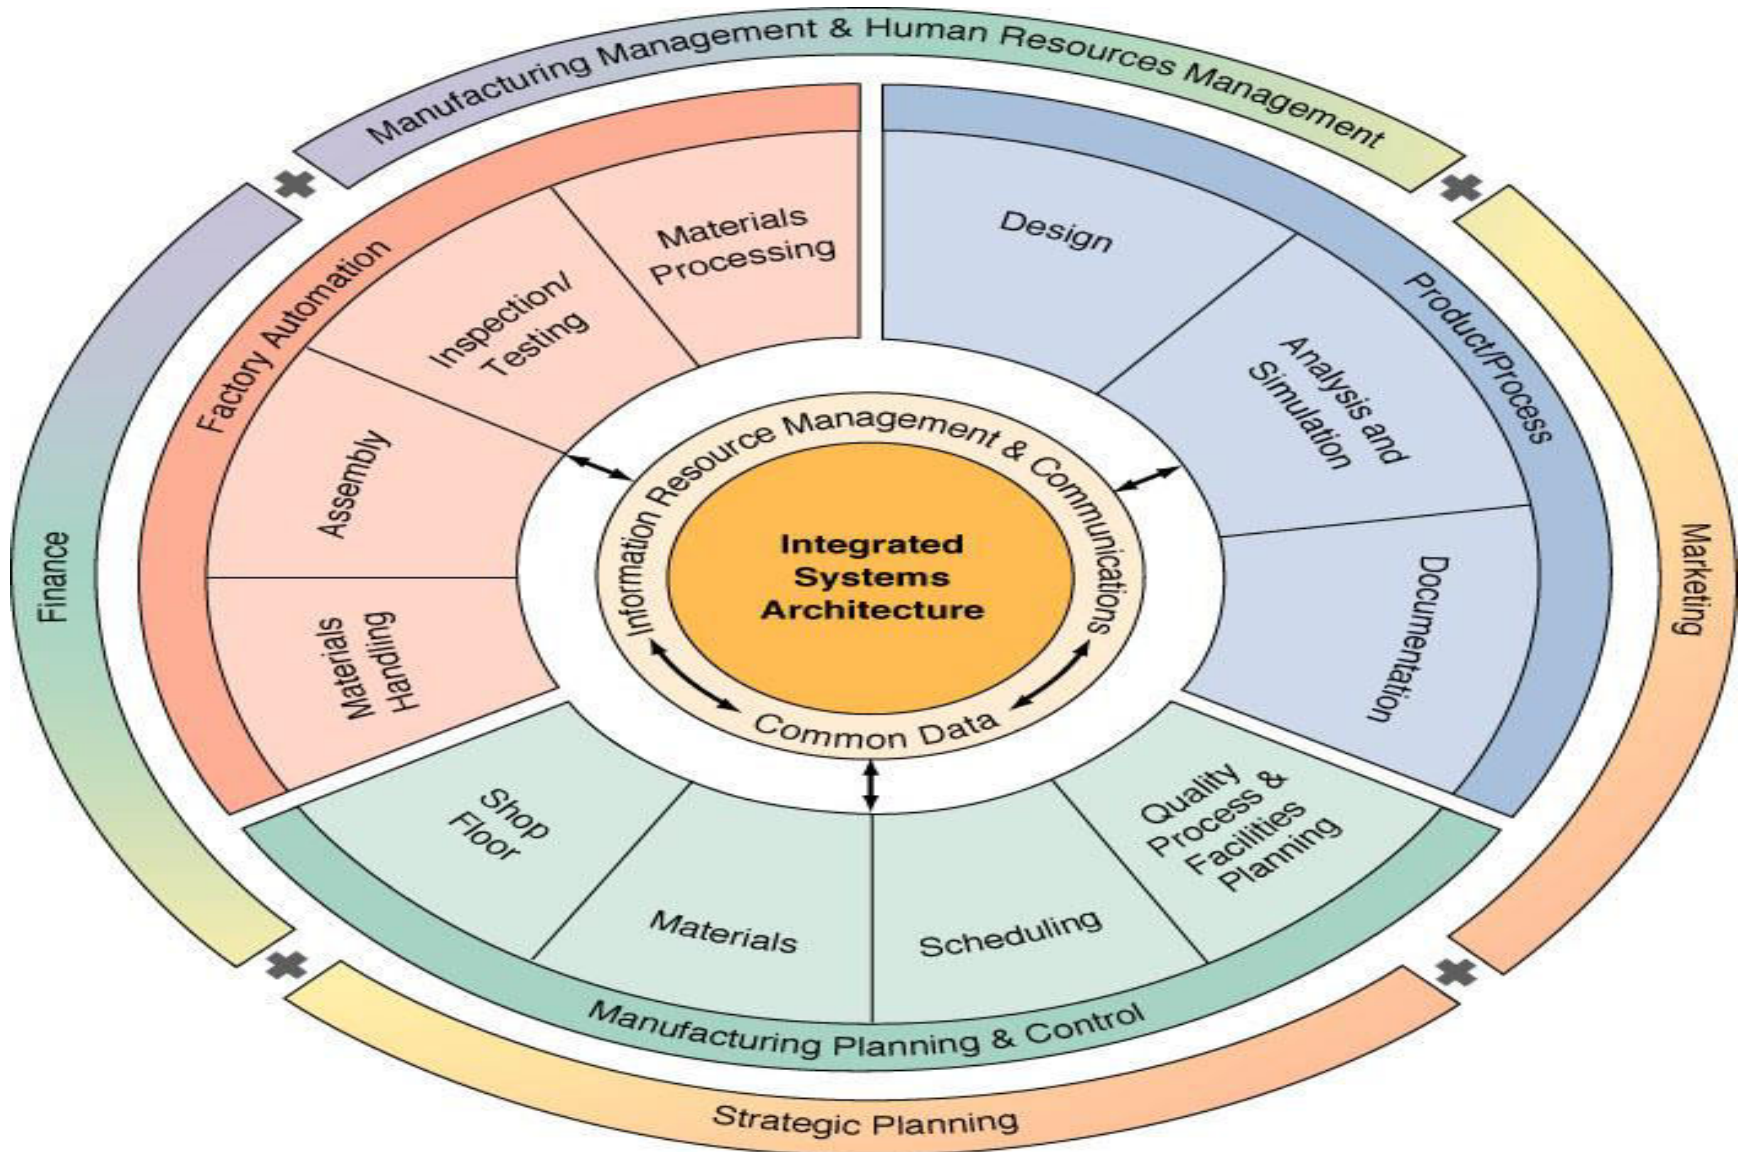 Manufacturing Management & Human Resources Management
Factory Automation
Materials
Processing
Inspection/
Testing
Assembly
Materials
Handling
Product/Process
Design
Analysis and
Simulation
Documentation
Finance
Marketing
Information Resource Management & Communications
Integrated
Systems
Architecture
Common Data
Shop
Floor
Materials
Scheduling
Quality
Process &
Facilities
Planning
Manufacturing Planning & Control
Strategic Planning